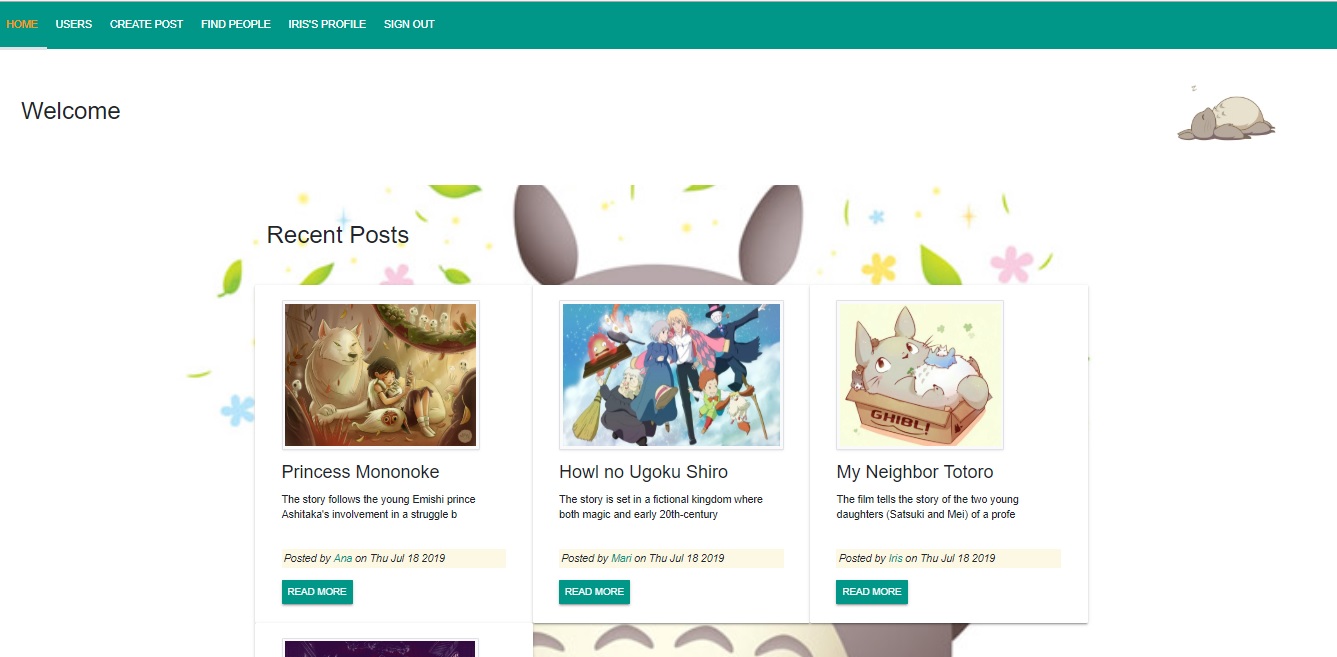 HOME USERS CREATE POST FIND PEOPLE IRIS'S PROFILE SIGN OUT
z
Welcome
Recent Posts
GHIBL!
Princess Mononoke
The story follows the young Emishi prince
Ashitaka's involvement in a struggle b
Posted by Ana on Thu Jul 18 2019
READ MORE
Howl no Ugoku Shiro
The story is set in a fictional kingdom where
both magic and early 20th-century
Posted by Mari on Thu Jul 18 2019
READ MORE
My Neighbor Totoro
The film tells the story of the two young
daughters (Satsuki and Mei) of a profe
Posted by Iris on Thu Jul 18 2019
READ MORE